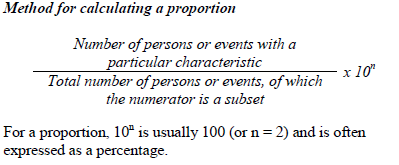 Method for calculating a proportion
Number of persons or events with a
particular characteristic
x 10ⁿ
Total number of persons or events, of which
the numerator is a subset
For a proportion, 10ⁿ is usually 100 (or n = 2) and is often
expressed as a percentage.